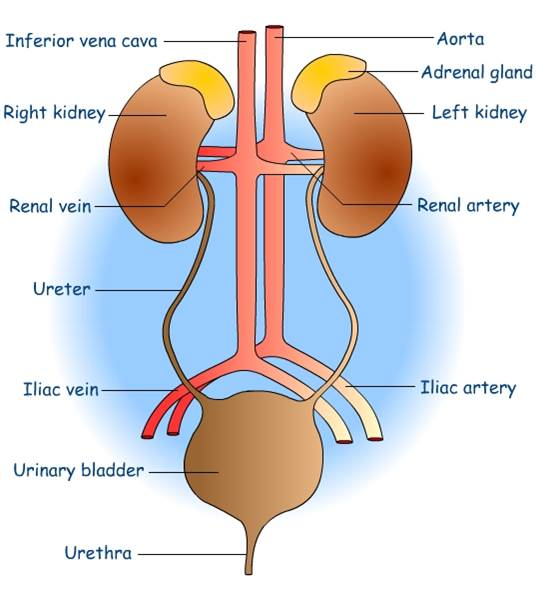 Inferior vena cava
Aorta
Adrenal gland
Right kidney
Left kidney
Renal vein
Renal artery
Ureter
Iliac vein
Iliac artery
Urinary bladder
Urethra